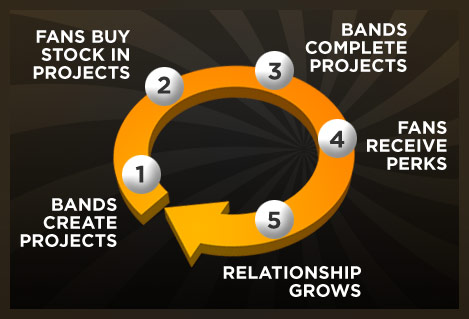 1
BANDS
CREATE
PROJECTS
2
FANS BUY
STOCK IN
PROJECTS
3
BANDS
COMPLETE
PROJECTS
4
FANS
RECEIVE
PERKS
5
RELATIONSHIP
GROWS